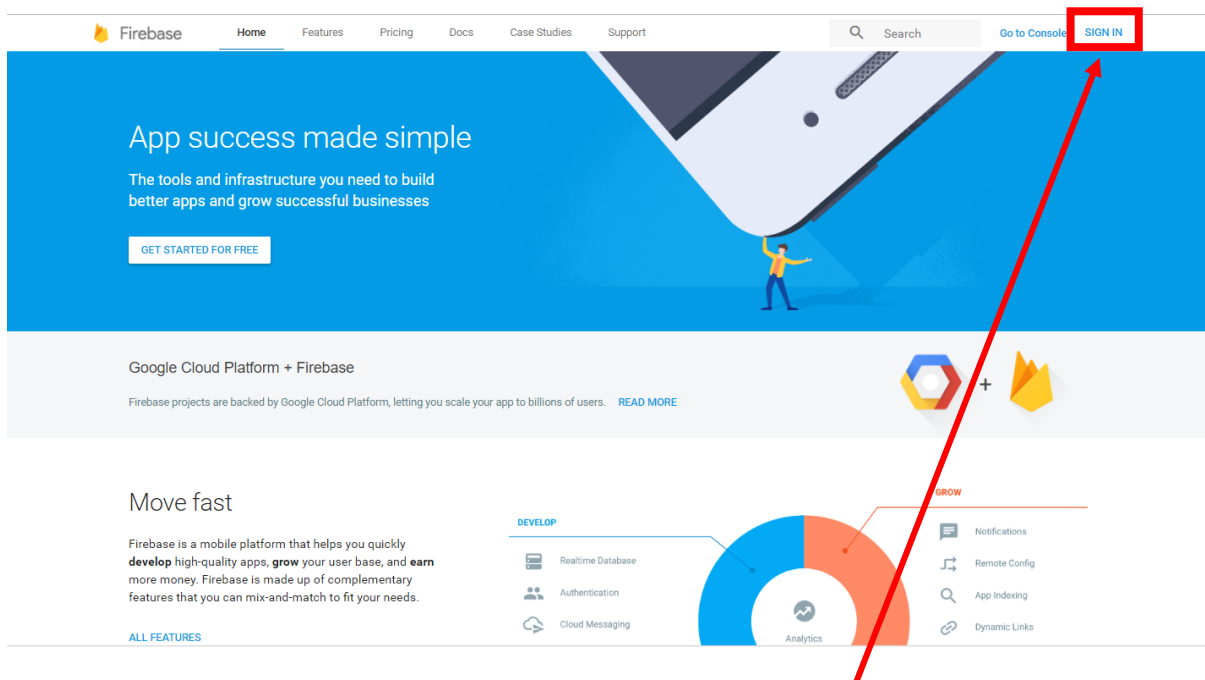 Firebase
Home
Features
Pricing
Docs
Case Studies
Support
Search
Go to Console
SIGN IN
App success made simple
The tools and infrastructure you need to build
better apps and grow successful businesses
GET STARTED FOR FREE
Google Cloud Platform + Firebase
Firebase projects are backed by Google Cloud Platform, letting you scale your app to billions of users. READ MORE
+
Move fast
Firebase is a mobile platform that helps you quickly
develop high-quality apps, grow your user base, and earn
more money. Firebase is made up of complementary
features that you can mix-and-match to fit your needs.
ALL FEATURES
DEVELOP
Realtime Database
Authentication
Cloud Messaging
Analytics
GROW
Notifications
Remote Config
App Indexing
Dynamic Links